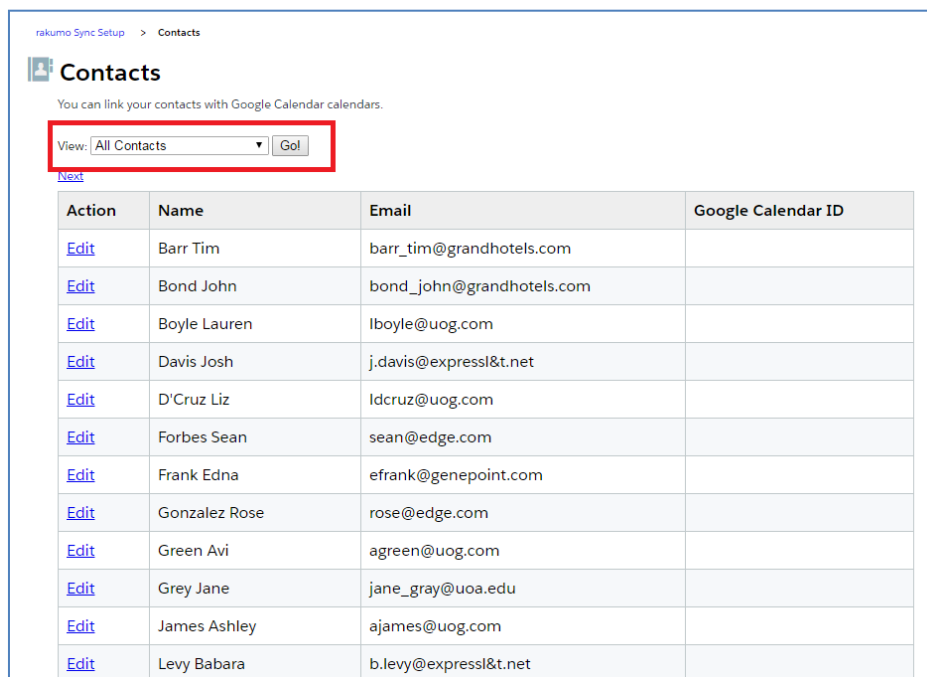 rakumo Sync Setup > Contacts
Contacts
You can link your contacts with Google Calendar calendars.
View: All Contacts ▼ Go!
Next
Action Name Email Google Calendar ID
Edit Barr Tim barr_tim@grandhotels.com
Edit Bond John bond_john@grandhotels.com
Edit Boyle Lauren lboyle@uog.com
Edit Davis Josh j.davis@expressl&t.net
Edit D'Cruz Liz ldcruz@uog.com
Edit Forbes Sean sean@edge.com
Edit Frank Edna efrank@genepoint.com
Edit Gonzalez Rose rose@edge.com
Edit Green Avi agreen@uog.com
Edit Grey Jane jane_gray@uoa.edu
Edit James Ashley ajames@uog.com
Edit Levy Babara b.levy@expressl&t.net